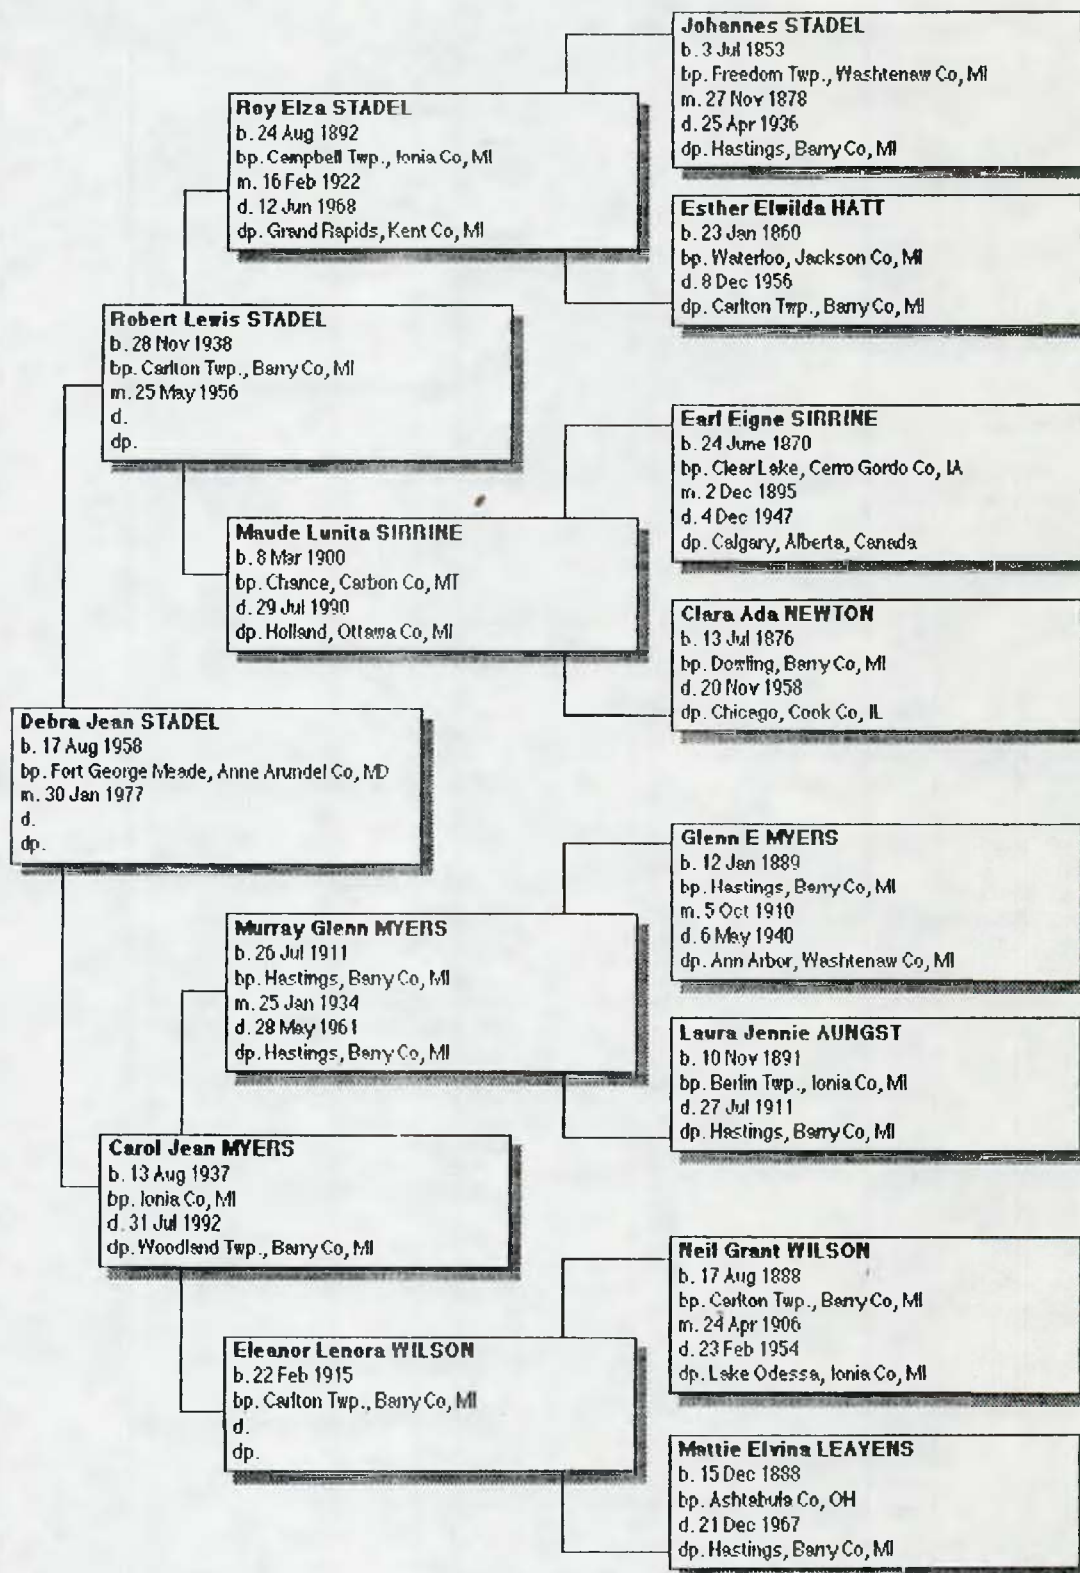 Johannes STADEL
b. 3 Jul 1853
bp. Freedom Twp., Washtenaw Co, MI
m. 27 Nov 1878
d. 25 Apr 1936
dp. Hastings, Barry Co, MI
Roy Elza STADEL
b. 24 Aug 1892
bp. Campbell Twp., Ionia Co, MI
m. 16 Feb 1922
d. 12 Jun 1968
dp. Grand Rapids, Kent Co, MI
Esther Elwilda HATT
b. 23 Jan 1860
bp. Waterloo, Jackson Co, MI
d. 8 Dec 1956
dp. Carlton Twp., Barry Co, MI
Robert Lewis STADEL
b. 28 Nov 1938
bp. Carlton Twp., Barry Co, MI
m. 25 May 1956
d.
dp.
Earl Eigne SIRRINE
b. 24 June 1870
bp. Clear Lake, Cerro Gordo Co, IA
m. 2 Dec 1895
d. 4 Dec 1947
dp. Calgary, Alberta, Canada
Maude Lunita SIRRINE
b. 8 Mar 1900
bp. Chance, Carbon Co, MT
d. 29 Jul 1990
dp. Holland, Ottawa Co, MI
Clara Ada NEWTON
b. 13 Jul 1876
bp. Dowling, Barry Co, MI
d. 20 Nov 1958
dp. Chicago, Cook Co, IL
Debra Jean STADEL
b. 17 Aug 1958
bp. Fort George Meade, Anne Arundel Co, MD
m. 30 Jan 1977
d.
dp.
Glenn E MYERS
b. 12 Jan 1889
bp. Hastings, Barry Co, MI
m. 5 Oct 1910
d. 6 May 1940
dp. Ann Arbor, Washtenaw Co, MI
Murray Glenn MYERS
b. 26 Jul 1911
bp. Hastings, Barry Co, MI
m. 25 Jan 1934
d. 28 May 1961
dp. Hastings, Barry Co, MI
Laura Jennie AUNGST
b. 10 Nov 1891
bp. Berlin Twp., Ionia Co, MI
d. 27 Jul 1911
dp. Hastings, Barry Co, MI
Carol Jean MYERS
b. 13 Aug 1937
bp. Ionia Co, MI
d. 31 Jul 1992
dp. Woodland Twp., Barry Co, MI
Neil Grant WILSON
b. 17 Aug 1888
bp. Carlton Twp., Barry Co, MI
m. 24 Apr 1906
d. 23 Feb 1954
dp. Lake Odessa, Ionia Co, MI
Eleanor Lenora WILSON
b. 22 Feb 1915
bp. Carlton Twp., Barry Co, MI
d.
dp.
Mattie Elvina LEAYENS
b. 15 Dec 1888
bp. Ashtabula Co, OH
d. 21 Dec 1967
dp. Hastings, Barry Co, MI